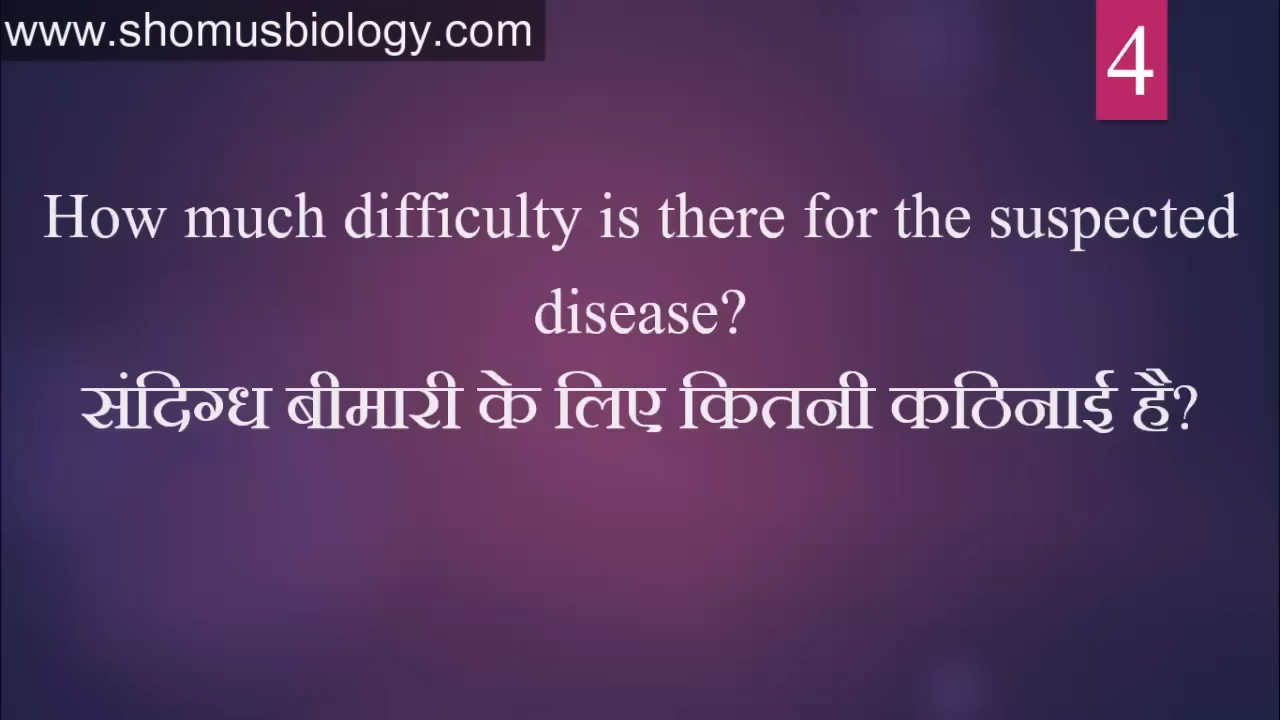 www.shomusbiology.com
4
How much difficulty is there for the suspected
disease?
संदिग्ध बीमारी के लिए कितनी कठिनाई है?